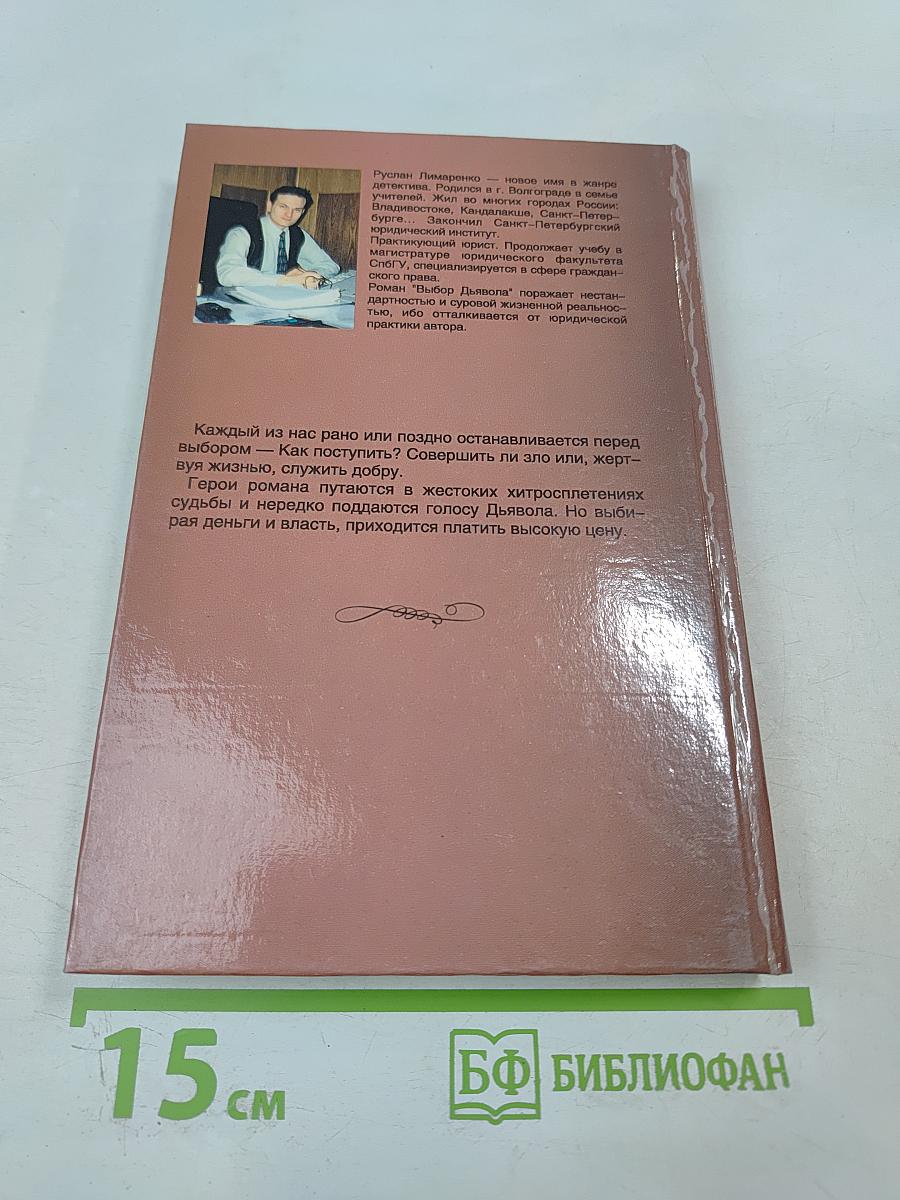 Руслан Лимаренко — новое имя в жанре
детектива. Родился в г. Волгограде в семье
учителей. Жил во многих городах России:
Владивостоке, Кандалакше, Санкт-Петер-
бурге... Закончил Санкт-Петербургский
юридический институт.
Практикующий юрист. Продолжает учебу в
магистратуре юридического факультета
СпбГУ, специализируется в сфере граждан-
ского права.
Роман "Выбор Дьявола" поражает нестан-
дартностью и суровой жизненной реальнос-
тью, ибо отталкивается от юридической
практики автора.
Каждый из нас рано или поздно останавливается перед
выбором — Как поступить? Совершить ли зло или, жерт-
вуя жизнью, служить добру.
Герои романа путаются в жестоких хитросплетениях
судьбы и нередко поддаются голосу Дьявола. Но выби-
рая деньги и власть, приходится платить высокую цену.
15 см
БФ БИБЛИОФАН